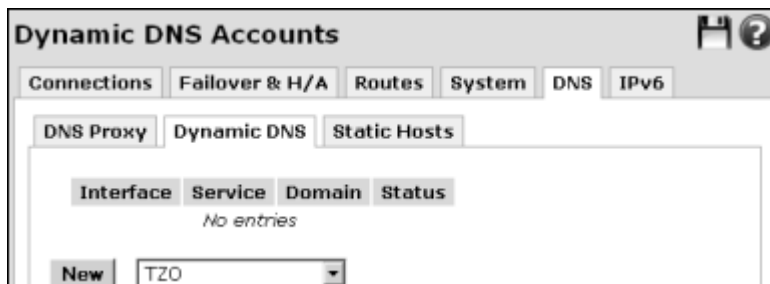 Dynamic DNS Accounts
Connections Failover & H/A Routes System DNS IPv6
DNS Proxy Dynamic DNS Static Hosts
Interface Service Domain Status
No entries
New TZO